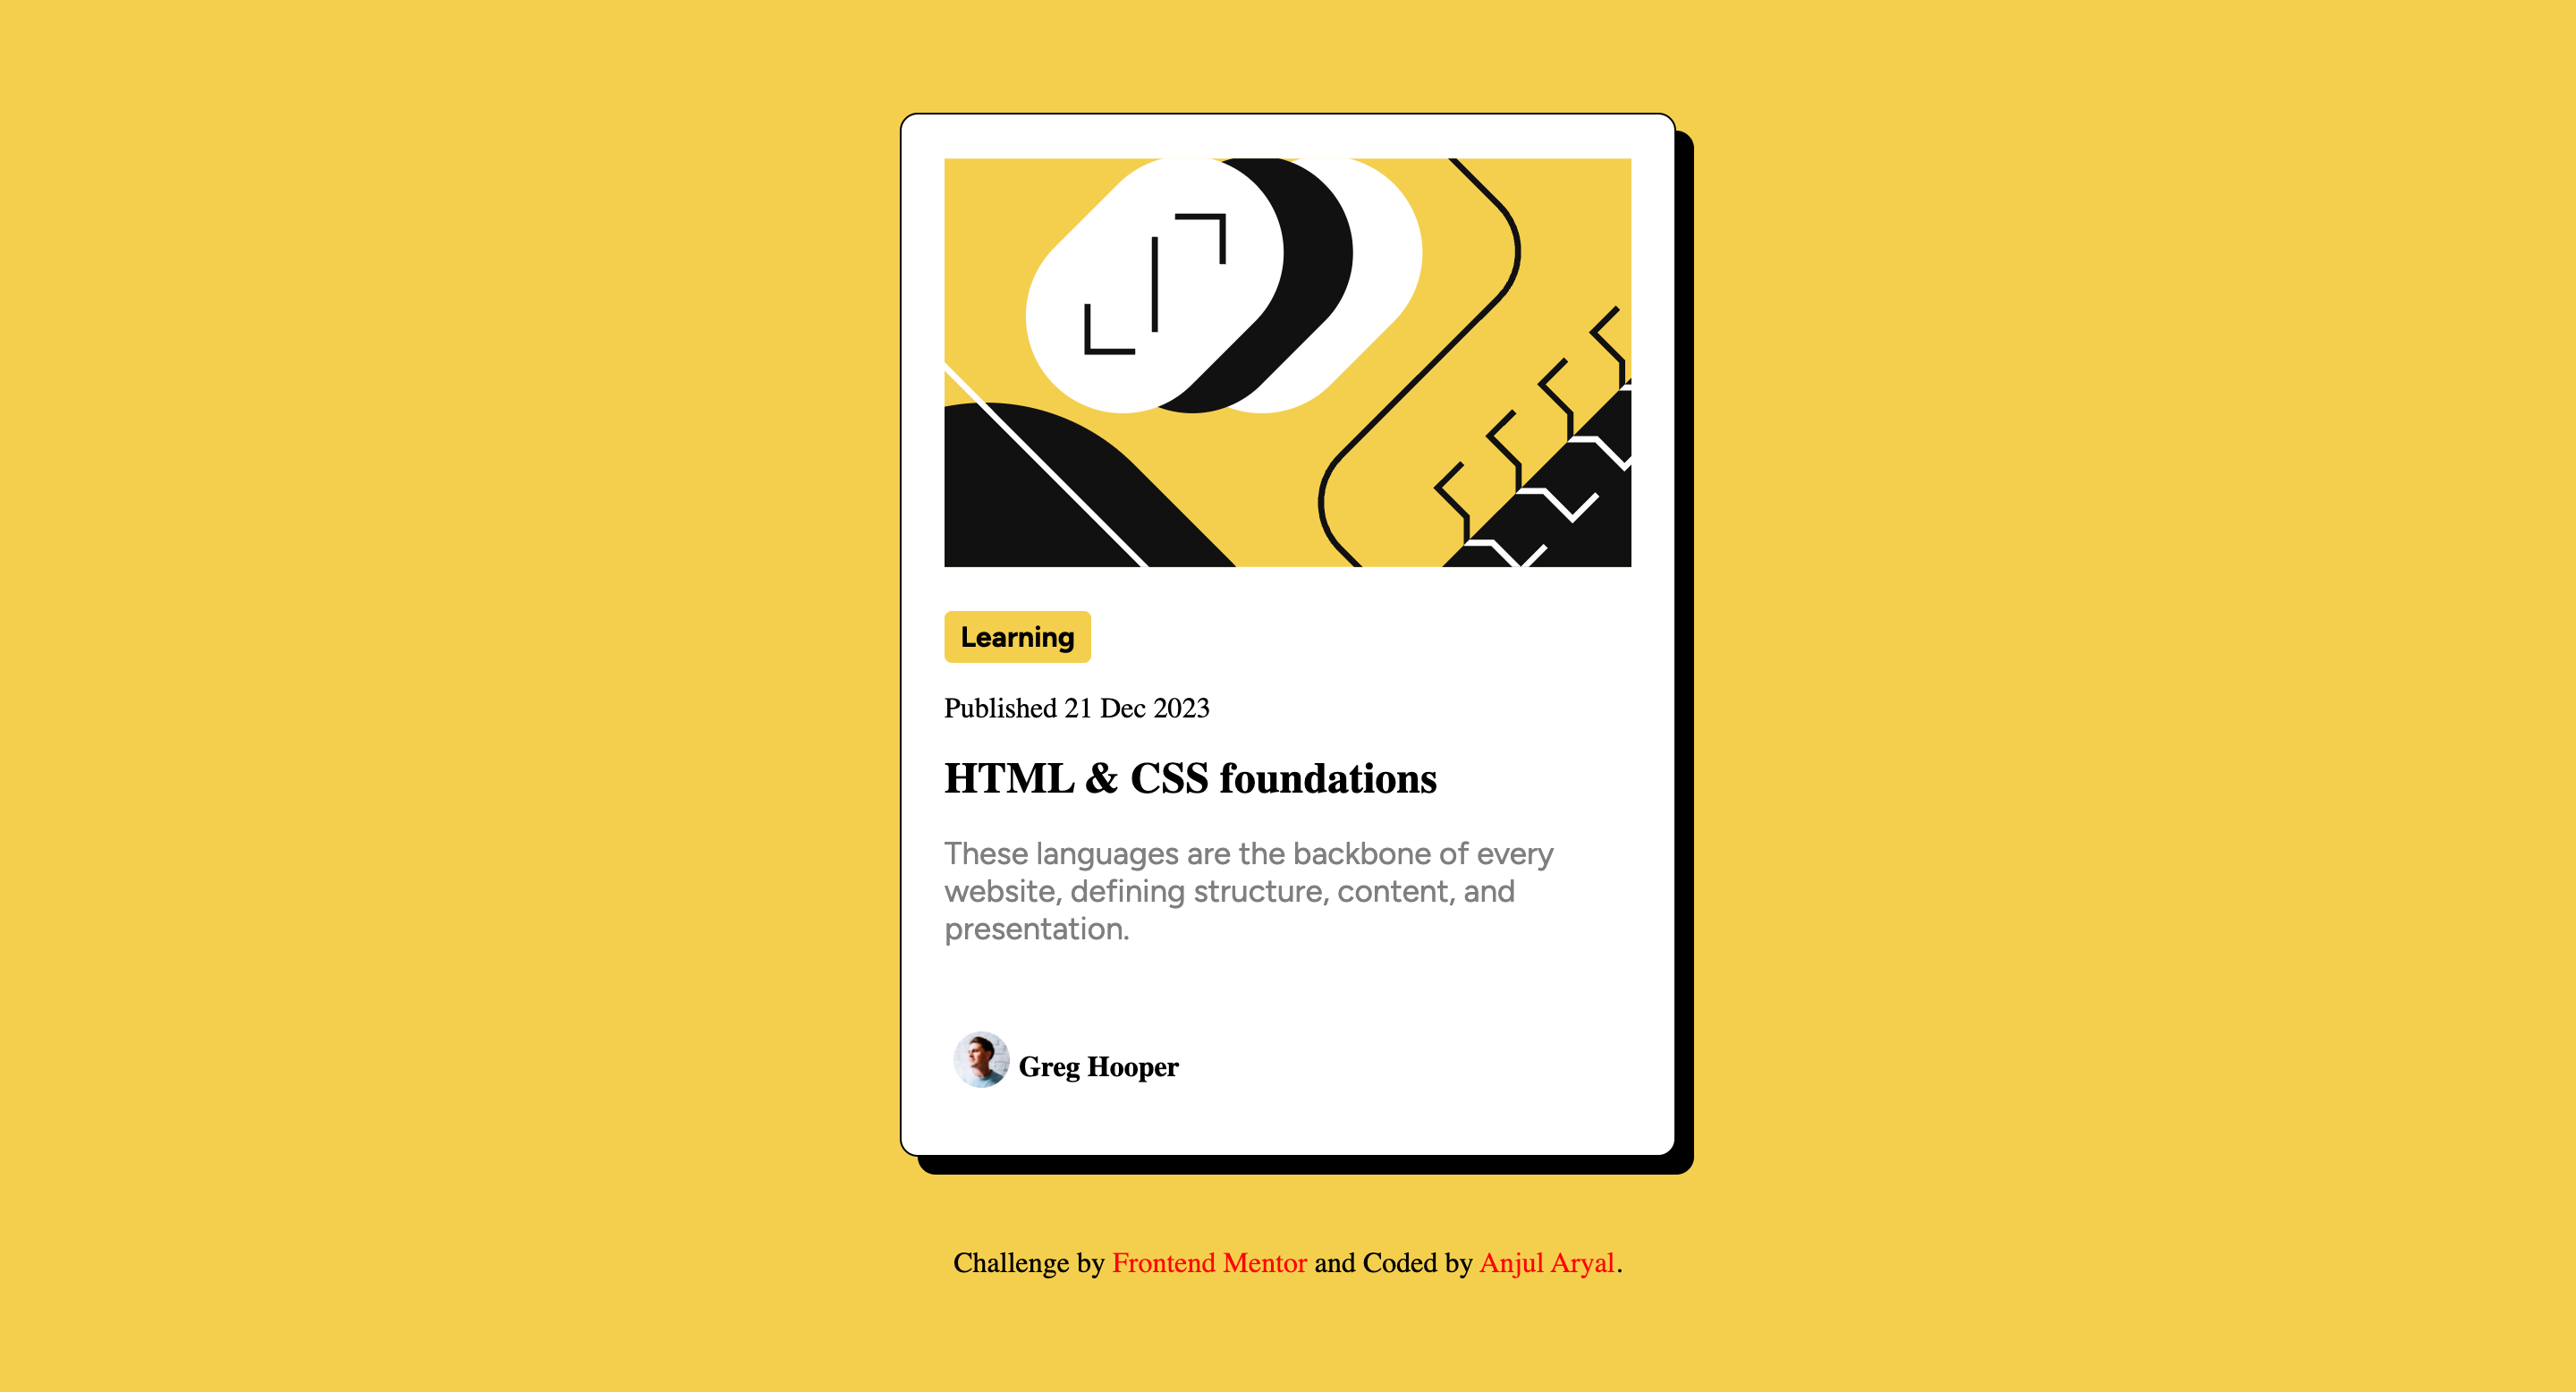 Learning
Published 21 Dec 2023
HTML & CSS foundations
These languages are the backbone of every
website, defining structure, content, and
presentation.
Greg Hooper
Challenge by Frontend Mentor and Coded by Anjul Aryal.